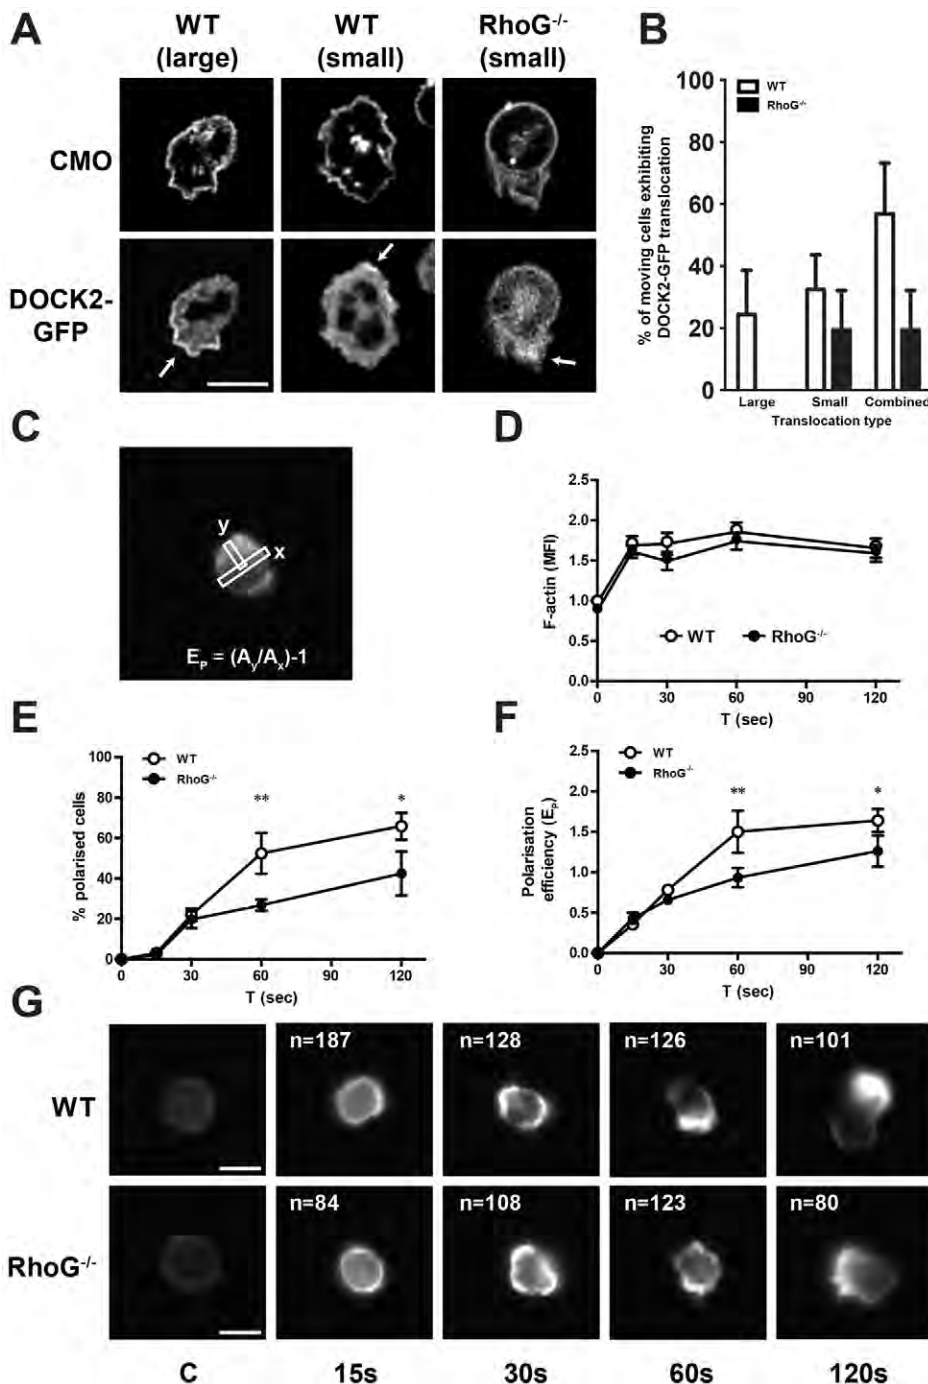 A
WT
(large)
WT
(small)
RhoG-/-
(small)
CMO
DOCK2-
GFP
B
% of moving cells exhibiting
DOCK2-GFP translocation
100
80
60
40
20
0
WT
RhoG-/-
Large
Small
Combined
Translocation type
C
y
x
EP = (Ay/Ax)-1
D
F-actin (MFI)
2.5
2.0
1.5
1.0
0.5
0.0
WT
RhoG-/-
0
30
60
90
120
T (sec)
E
% polarised cells
100
80
60
40
20
0
WT
RhoG-/-
**
*
0
30
60
90
120
T (sec)
F
Polarisation
efficiency (EP)
2.5
2.0
1.5
1.0
0.5
0.0
WT
RhoG-/-
**
*
0
30
60
90
120
T (sec)
G
WT
n=187
n=128
n=126
n=101
RhoG-/-
n=84
n=108
n=123
n=80
C
15s
30s
60s
120s